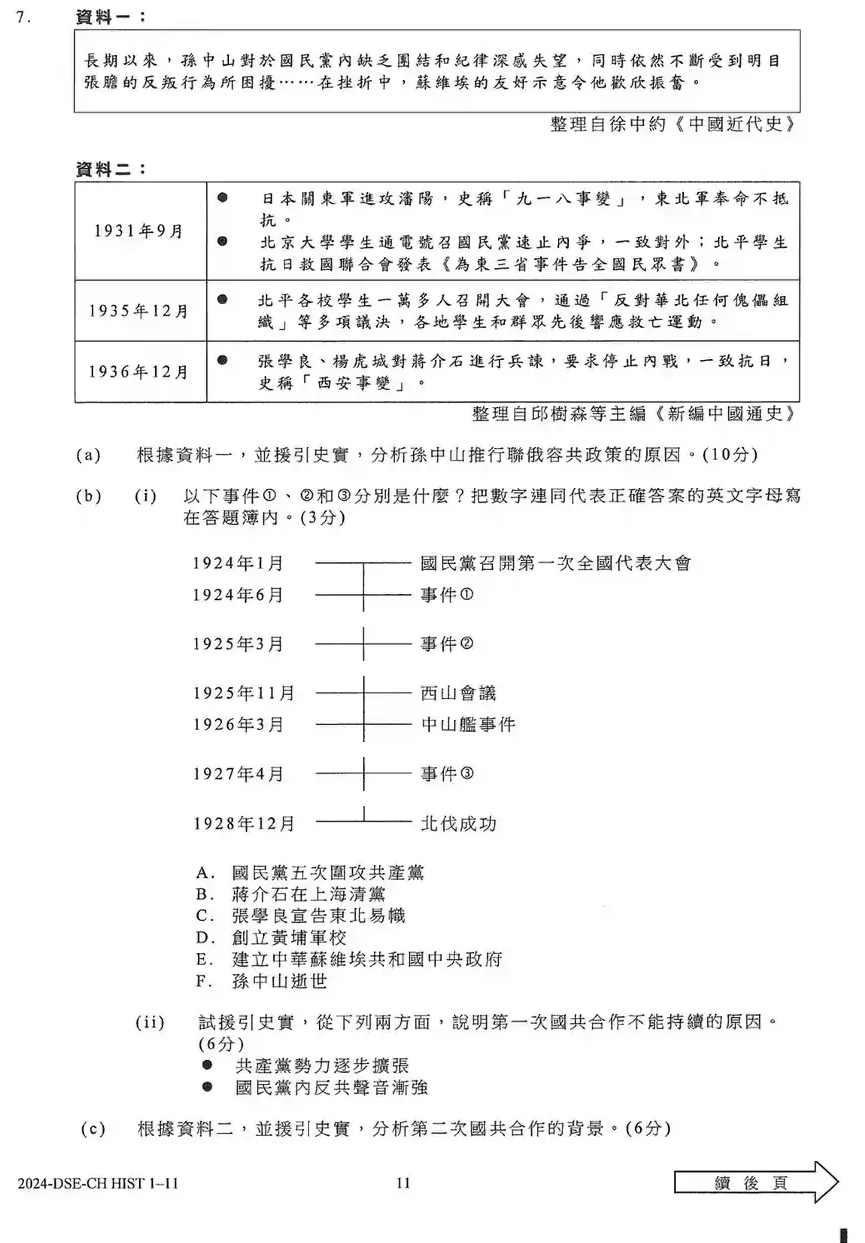 7. 資料一：
長期以來，孫中山對於國民黨內缺乏團結和紀律深感失望，同時依然不斷受到明目
張膽的反叛行為所困擾……在挫折中，蘇維埃的友好示意令他歡欣振奮。
整理自徐中約《中國近代史》
資料二：
1931年9月
● 日本關東軍進攻瀋陽，史稱「九一八事變」，東北軍奉命不抵
抗。
● 北京大學學生通電號召國民黨速止內爭，一致對外；北平學生
抗日救國聯合會發表《為東三省事件告全國民眾書》。
1935年12月
● 北平各校學生一萬多人召開大會，通過「反對華北任何傀儡組
織」等多項議決，各地學生和群眾先後響應救亡運動。
1936年12月
● 張學良、楊虎城對蔣介石進行兵諫，要求停止內戰，一致抗日，
史稱「西安事變」。
整理自邱樹森等主編《新編中國通史》
(a) 根據資料一，並援引史實，分析孫中山推行聯俄容共政策的原因。(10分)
(b) (i) 以下事件①、②和③分別是什麼？把數字連同代表正確答案的英文字母寫
在答題簿內。(3分)
1924年1月 國民黨召開第一次全國代表大會
1924年6月 事件①
1925年3月 事件②
1925年11月 西山會議
1926年3月 中山艦事件
1927年4月 事件③
1928年12月 北伐成功
A. 國民黨五次圍攻共產黨
B. 蔣介石在上海清黨
C. 張學良宣告東北易幟
D. 創立黃埔軍校
E. 建立中華蘇維埃共和國中央政府
F. 孫中山逝世
(ii) 試援引史實，從下列兩方面，說明第一次國共合作不能持續的原因。
(6分)
● 共產黨勢力逐步擴張
● 國民黨內反共聲音漸強
(c) 根據資料二，並援引史實，分析第二次國共合作的背景。(6分)
2024-DSE-CH HIST 1–11 11 續後頁